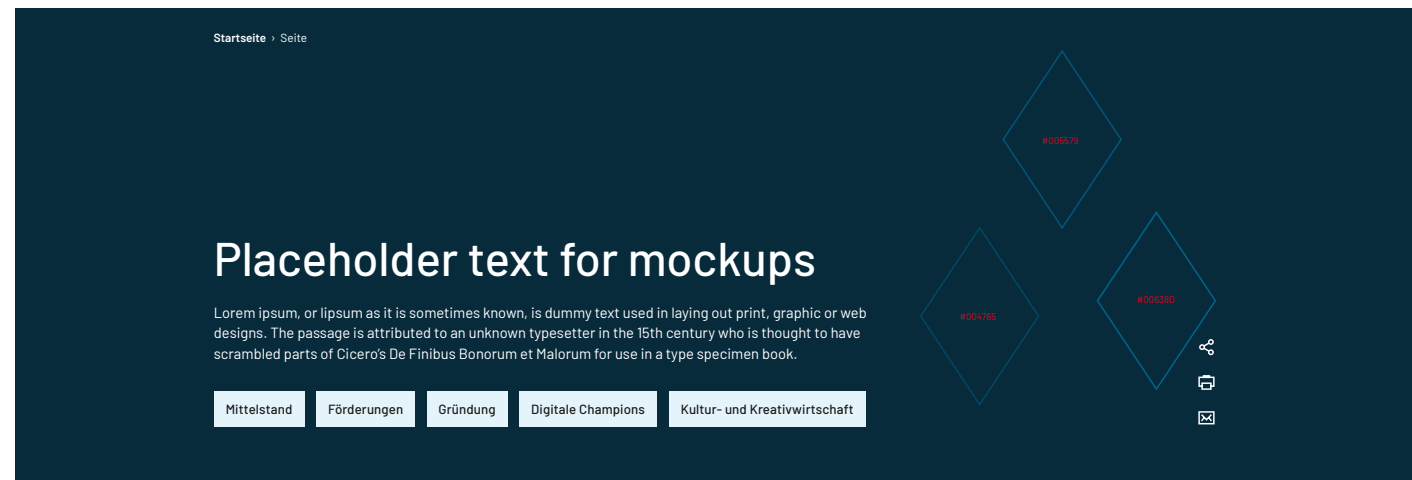 Startseite › Seite
#005579
Placeholder text for mockups
#006380
#004765
Lorem ipsum, or lipsum as it is sometimes known, is dummy text used in laying out print, graphic or web
designs. The passage is attributed to an unknown typesetter in the 15th century who is thought to have
scrambled parts of Cicero’s De Finibus Bonorum et Malorum for use in a type specimen book.
Mittelstand Förderungen Gründung Digitale Champions Kultur- und Kreativwirtschaft